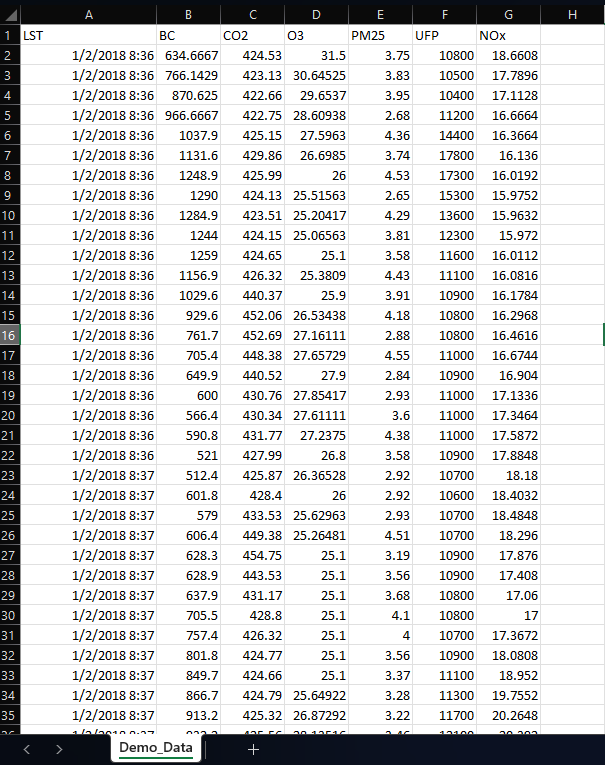 A B C D E F G H
1 LST BC CO2 O3 PM25 UFP NOx
2 1/2/2018 8:36 634.6667 424.53 31.5 3.75 10800 18.6608
3 1/2/2018 8:36 766.1429 423.13 30.64525 3.83 10500 17.7896
4 1/2/2018 8:36 870.625 422.66 29.6537 3.95 10400 17.1128
5 1/2/2018 8:36 966.6667 422.75 28.60938 2.68 11200 16.6664
6 1/2/2018 8:36 1037.9 425.15 27.5963 4.36 14400 16.3664
7 1/2/2018 8:36 1131.6 429.86 26.6985 3.74 17800 16.136
8 1/2/2018 8:36 1248.9 425.99 26 4.53 17300 16.0192
9 1/2/2018 8:36 1290 424.13 25.51563 2.65 15300 15.9752
10 1/2/2018 8:36 1284.9 423.51 25.20417 4.29 13600 15.9632
11 1/2/2018 8:36 1244 424.15 25.06563 3.81 12300 15.972
12 1/2/2018 8:36 1259 424.65 25.1 3.58 11600 16.0112
13 1/2/2018 8:36 1156.9 426.32 25.3809 4.43 11100 16.0816
14 1/2/2018 8:36 1029.6 440.37 25.9 3.91 10900 16.1784
15 1/2/2018 8:36 929.6 452.06 26.53438 4.18 10800 16.2968
16 1/2/2018 8:36 761.7 452.69 27.16111 2.88 10800 16.4616
17 1/2/2018 8:36 705.4 448.38 27.65729 4.55 11000 16.6744
18 1/2/2018 8:36 649.9 440.52 27.9 2.84 10900 16.904
19 1/2/2018 8:36 600 430.76 27.85417 2.93 11000 17.1336
20 1/2/2018 8:36 566.4 430.34 27.61111 3.6 11000 17.3464
21 1/2/2018 8:36 590.8 431.77 27.2375 4.38 11000 17.5872
22 1/2/2018 8:36 521 427.99 26.8 3.58 10900 17.8848
23 1/2/2018 8:37 512.4 425.87 26.36528 2.92 10700 18.18
24 1/2/2018 8:37 601.8 428.4 26 2.92 10600 18.4032
25 1/2/2018 8:37 579 433.53 25.62963 2.93 10700 18.4848
26 1/2/2018 8:37 606.4 449.38 25.26481 4.51 10700 18.296
27 1/2/2018 8:37 628.3 454.75 25.1 3.19 10900 17.876
28 1/2/2018 8:37 628.9 443.53 25.1 3.56 10900 17.408
29 1/2/2018 8:37 637.9 431.17 25.1 3.68 10800 17.06
30 1/2/2018 8:37 705.5 428.8 25.1 4.1 10800 17
31 1/2/2018 8:37 757.4 426.32 25.1 4 10700 17.3672
32 1/2/2018 8:37 801.8 424.77 25.1 3.56 10900 18.0808
33 1/2/2018 8:37 849.7 424.66 25.1 3.37 11100 18.952
34 1/2/2018 8:37 866.7 424.79 25.64922 3.28 11300 19.7552
35 1/2/2018 8:37 913.2 425.32 26.87292 3.22 11700 20.2648
Demo_Data